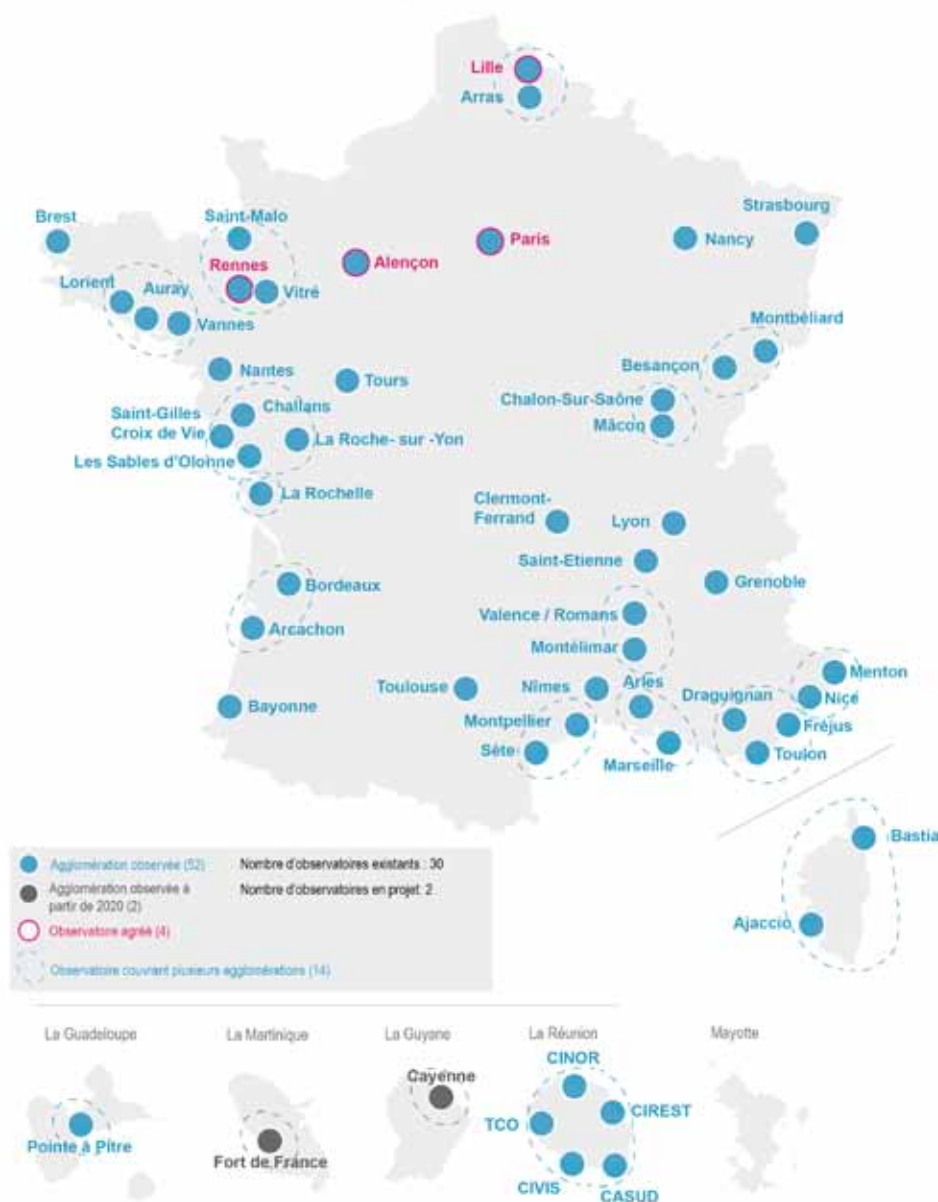 Lille
Arras
Brest
Saint-Malo
Strasbourg
Paris
Nancy
Alençon
Rennes
Lorient
Auray
Vitré
Vannes
Montbéliard
Besançon
Nantes
Tours
Chalon-Sur-Saône
Saint-Gilles
Croix de Vie
Challans
Mâcon
La Roche- sur -Yon
Les Sables d'Olonne
La Rochelle
Clermont-
Ferrand
Lyon
Saint-Etienne
Grenoble
Bordeaux
Valence / Romans
Arcachon
Montélimar
Menton
Toulouse
Nîmes
Arles
Draguignan
Nice
Bayonne
Montpellier
Fréjus
Sète
Marseille
Toulon
Bastia
Ajaccio
Agglomération observée (52)
Nombre d'observatoires existants : 30
Agglomération observée à
partir de 2020 (2)
Nombre d'observatoires en projet: 2
Observatoire agréé (4)
Observatoire couvrant plusieurs agglomérations (14)
La Guadeloupe
La Martinique
La Guyane
La Réunion
Mayotte
CINOR
Cayenne
CIREST
TCO
Pointe à Pitre
Fort de France
CIVIS
CASUD